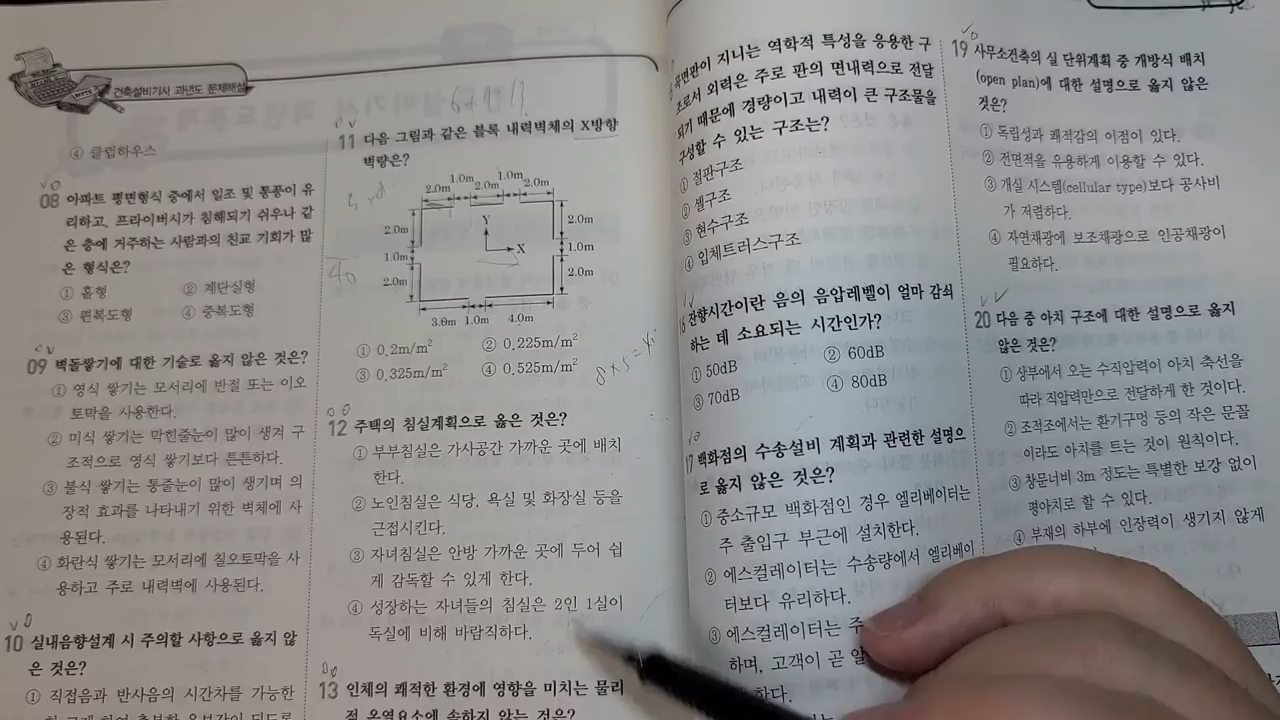 건축설비기사 과년도 문제해설
④ 클럽하우스
08 아파트 평면형식 중에서 일조 및 통풍이 유
리하고, 프라이버시가 침해되기 쉬우나 같
은 층에 거주하는 사람과의 친교 기회가 많
은 형식은?
① 홀형 ② 계단실형
③ 편복도형 ④ 중복도형
09 벽돌쌓기에 대한 기술로 옳지 않은 것은?
① 영식 쌓기는 모서리에 반절 또는 이오
토막을 사용한다.
② 미식 쌓기는 막힌줄눈이 많이 생겨 구
조적으로 영식 쌓기보다 튼튼하다.
③ 불식 쌓기는 통줄눈이 많이 생기며 의
장적 효과를 나타내기 위한 벽체에 사
용된다.
④ 화란식 쌓기는 모서리에 칠오토막을 사
용하고 주로 내력벽에 사용된다.
10 실내음향설계 시 주의할 사항으로 옳지 않
은 것은?
① 직접음과 반사음의 시간차를 가능한
11 다음 그림과 같은 블록 내력벽체의 X방향
벽량은?
1.0m 1.0m
2.0m 2.0m 2.0m
2.0m Y 2.0m
X
1.0m 1.0m
2.0m 2.0m
3.0m 1.0m 4.0m
① 0.2m/m² ② 0.225m/m²
③ 0.325m/m² ④ 0.525m/m²
8×5=40
12 주택의 침실계획으로 옳은 것은?
① 부부침실은 가사공간 가까운 곳에 배치
한다.
② 노인침실은 식당, 욕실 및 화장실 등을
근접시킨다.
③ 자녀침실은 안방 가까운 곳에 두어 쉽
게 감독할 수 있게 한다.
④ 성장하는 자녀들의 침실은 2인 1실이
독실에 비해 바람직하다.
13 인체의 쾌적한 환경에 영향을 미치는 물리
적 온열요소에 속하지 않는 것은?
곡면판이 지니는 역학적 특성을 응용한 구
조로서 외력은 주로 판의 면내력으로 전달
되기 때문에 경량이고 내력이 큰 구조물을
구성할 수 있는 구조는?
① 절판구조
② 셸구조
③ 현수구조
④ 입체트러스구조
16 잔향시간이란 음의 음압레벨이 얼마 감쇠
하는 데 소요되는 시간인가?
① 50dB ② 60dB
③ 70dB ④ 80dB
17 백화점의 수송설비 계획과 관련한 설명으
로 옳지 않은 것은?
① 중소규모 백화점인 경우 엘리베이터는
주 출입구 부근에 설치한다.
② 에스컬레이터는 수송량에서 엘리베이
터보다 유리하다.
③ 에스컬레이터는 주
하며, 고객이 곧 알
한다.
19 사무소건축의 실 단위계획 중 개방식 배치
(open plan)에 대한 설명으로 옳지 않은
것은?
① 독립성과 쾌적감의 이점이 있다.
② 전면적을 유용하게 이용할 수 있다.
③ 개실 시스템(cellular type)보다 공사비
가 저렴하다.
④ 자연채광에 보조채광으로 인공채광이
필요하다.
20 다음 중 아치 구조에 대한 설명으로 옳지
않은 것은?
① 상부에서 오는 수직압력이 아치 축선을
따라 직압력만으로 전달하게 한 것이다.
② 조적조에서는 환기구멍 등의 작은 문꼴
이라도 아치를 트는 것이 원칙이다.
③ 창문너비 3m 정도는 특별한 보강 없이
평아치로 할 수 있다.
④ 부재의 하부에 인장력이 생기지 않게